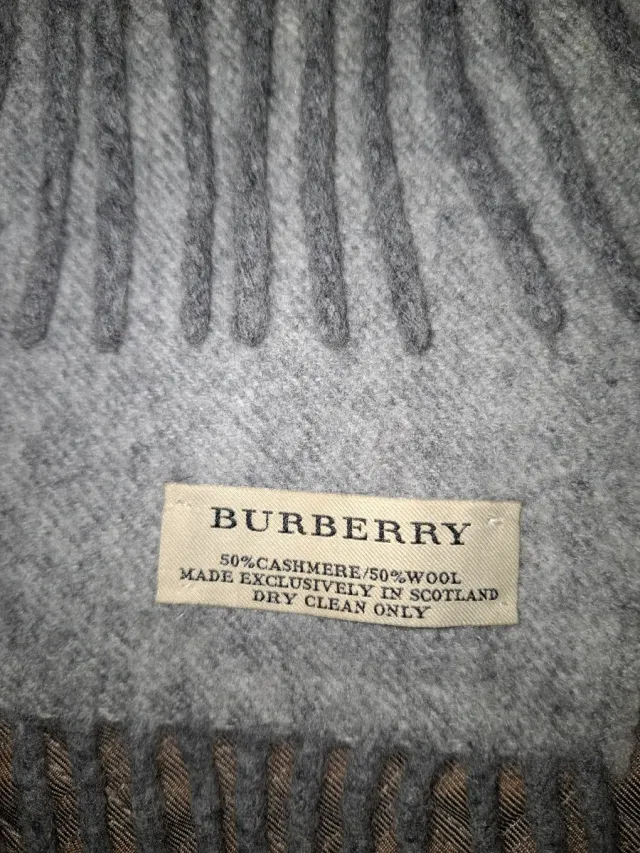 BURBERRY
50%CASHMERE/50%WOOL
MADE EXCLUSIVELY IN SCOTLAND
DRY CLEAN ONLY